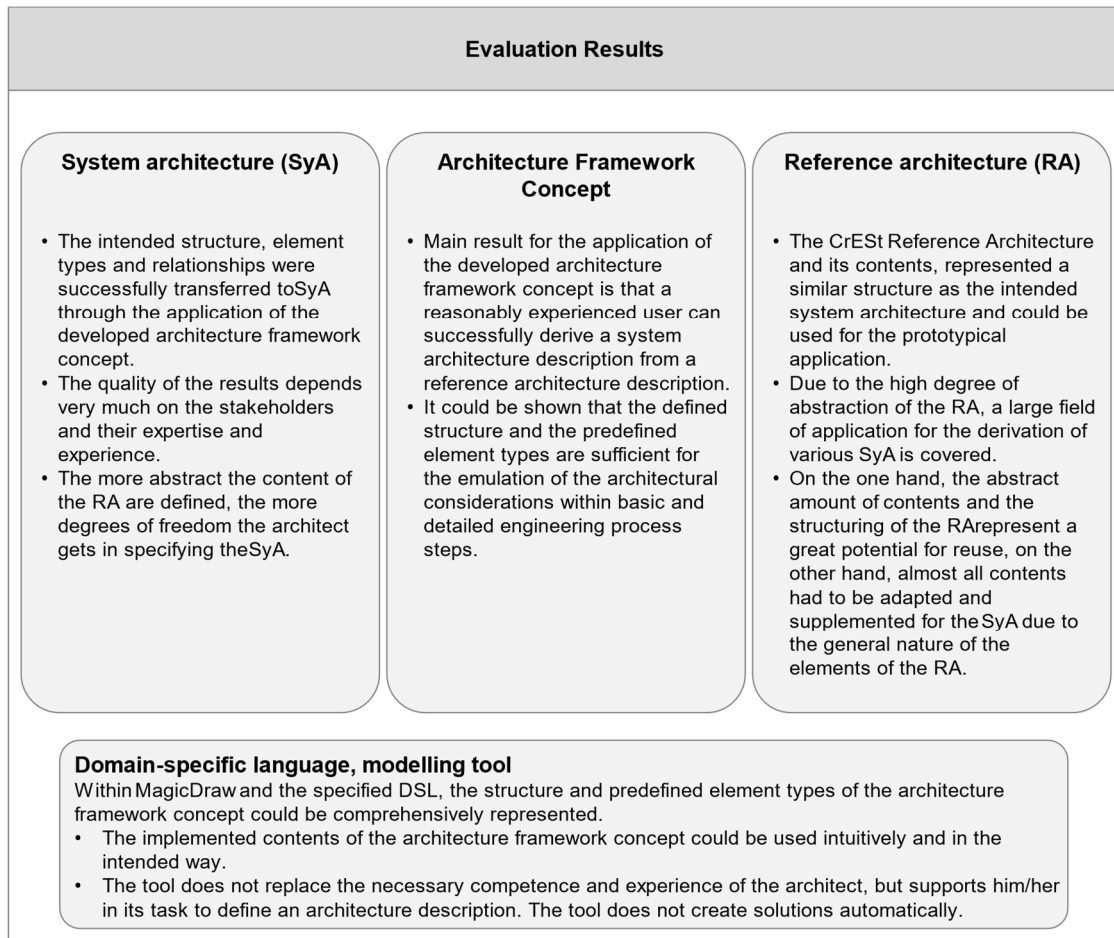 Evaluation Results
System architecture (SyA)
• The intended structure, element
types and relationships were
successfully transferred toSyA
through the application of the
developed architecture framework
concept.
• The quality of the results depends
very much on the stakeholders
and their expertise and
experience.
• The more abstract the content of
the RA are defined, the more
degrees of freedom the architect
gets in specifying theSyA.
Architecture Framework
Concept
• Main result for the application of
the developed architecture
framework concept is that a
reasonably experienced user can
successfully derive a system
architecture description from a
reference architecture description.
• It could be shown that the defined
structure and the predefined
element types are sufficient for
the emulation of the architectural
considerations within basic and
detailed engineering process
steps.
Reference architecture (RA)
• The CrESt Reference Architecture
and its contents, represented a
similar structure as the intended
system architecture and could be
used for the prototypical
application.
• Due to the high degree of
abstraction of the RA, a large field
of application for the derivation of
various SyA is covered.
• On the one hand, the abstract
amount of contents and the
structuring of the RArepresent a
great potential for reuse, on the
other hand, almost all contents
had to be adapted and
supplemented for the SyA due to
the general nature of the
elements of the RA.
Domain-specific language, modelling tool
Within MagicDraw and the specified DSL, the structure and predefined element types of the architecture
framework concept could be comprehensively represented.
• The implemented contents of the architecture framework concept could be used intuitively and in the
intended way.
• The tool does not replace the necessary competence and experience of the architect, but supports him/her
in its task to define an architecture description. The tool does not create solutions automatically.